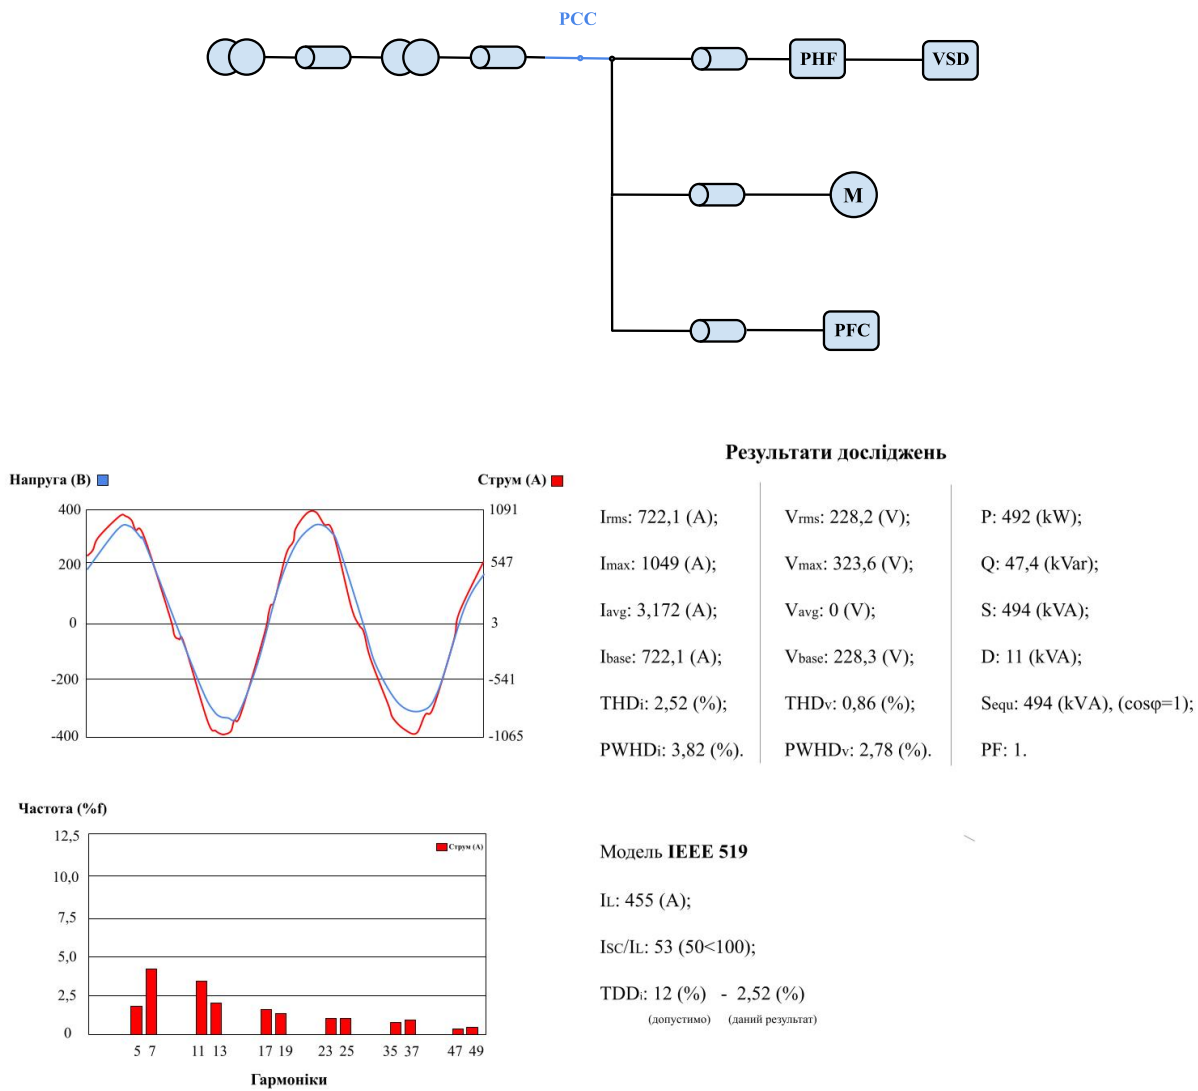 PCC
PHF
VSD
M
PFC
Результати досліджень
Напруга (В)
Струм (А)
400
200
0
-200
-400
1091
547
3
-541
-1065
Irms: 722,1 (А);
Imax: 1049 (А);
Iavg: 3,172 (А);
Ibase: 722,1 (А);
THDi: 2,52 (%);
PWHDi: 3,82 (%).
Vrms: 228,2 (V);
Vmax: 323,6 (V);
Vavg: 0 (V);
Vbase: 228,3 (V);
THDv: 0,86 (%);
PWHDv: 2,78 (%).
P: 492 (kW);
Q: 47,4 (kVar);
S: 494 (kVA);
D: 11 (kVA);
Sequ: 494 (kVA), (cosφ=1);
PF: 1.
Частота (%f)
12,5
10,0
7,5
5,0
2,5
0
Струм (А)
5 7 11 13 17 19 23 25 35 37 47 49
Гармоніки
Модель IEEE 519
IL: 455 (А);
ISC/IL: 53 (50<100);
TDDi: 12 (%) - 2,52 (%)
(допустимо) (даний результат)